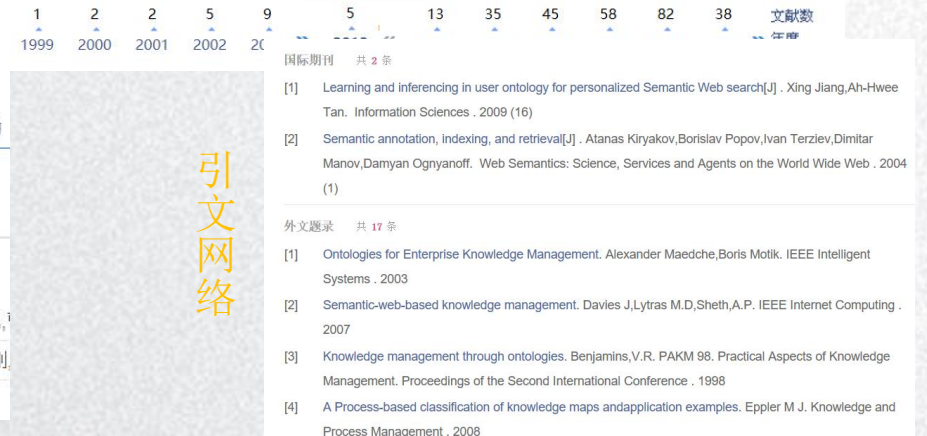 1 2 2 5 9 5 13 35 45 58 82 38 文献数
1999 2000 2001 2002
引文网络
国际期刊 共 2 条
[1] Learning and inferencing in user ontology for personalized Semantic Web search[J] . Xing Jiang,Ah-Hwee
Tan. Information Sciences . 2009 (16)
[2] Semantic annotation, indexing, and retrieval[J] . Atanas Kiryakov,Borislav Popov,Ivan Terziev,Dimitar
Manov,Damyan Ognyanoff. Web Semantics: Science, Services and Agents on the World Wide Web . 2004
(1)
外文题录 共 17 条
[1] Ontologies for Enterprise Knowledge Management. Alexander Maedche,Boris Motik. IEEE Intelligent
Systems . 2003
[2] Semantic-web-based knowledge management. Davies J,Lytras M.D,Sheth,A.P. IEEE Internet Computing .
2007
[3] Knowledge management through ontologies. Benjamins,V.R. PAKM 98. Practical Aspects of Knowledge
Management. Proceedings of the Second International Conference . 1998
[4] A Process-based classification of knowledge maps andapplication examples. Eppler M J. Knowledge and
Process Management . 2008